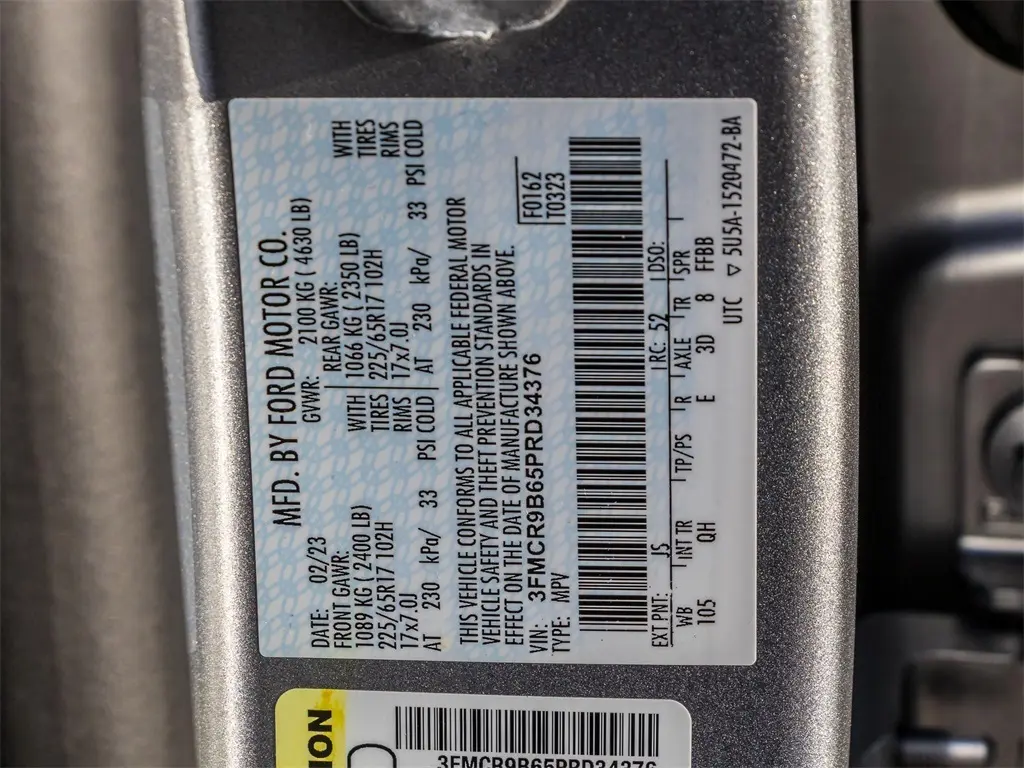 MFD. BY FORD MOTOR CO.
DATE: 02/23
GVWR: 2100 KG ( 4630 LB)
FRONT GAWR:
1089 KG ( 2400 LB)
225/65R17 102H
17x7.0J
AT 230 kPa/ 33 PSI COLD
WITH
TIRES
RIMS
REAR GAWR:
1066 KG ( 2350 LB)
225/65R17 102H
17x7.0J
AT 230 kPa/ 33 PSI COLD
WITH
TIRES
RIMS
THIS VEHICLE CONFORMS TO ALL APPLICABLE FEDERAL MOTOR
VEHICLE SAFETY AND THEFT PREVENTION STANDARDS IN
EFFECT ON THE DATE OF MANUFACTURE SHOWN ABOVE.
VIN: 3FMCR9B65PRD34376
TYPE: MPV
F0162
T0323
EXT PNT: JS RC: 52 DSO:
WB INT TR TP/PS R AXLE TR SPR
105 QH E 3D 8 FFBB
UTC ▽ 5U5A-1520472-BA
3FMCR9B65PRD34376